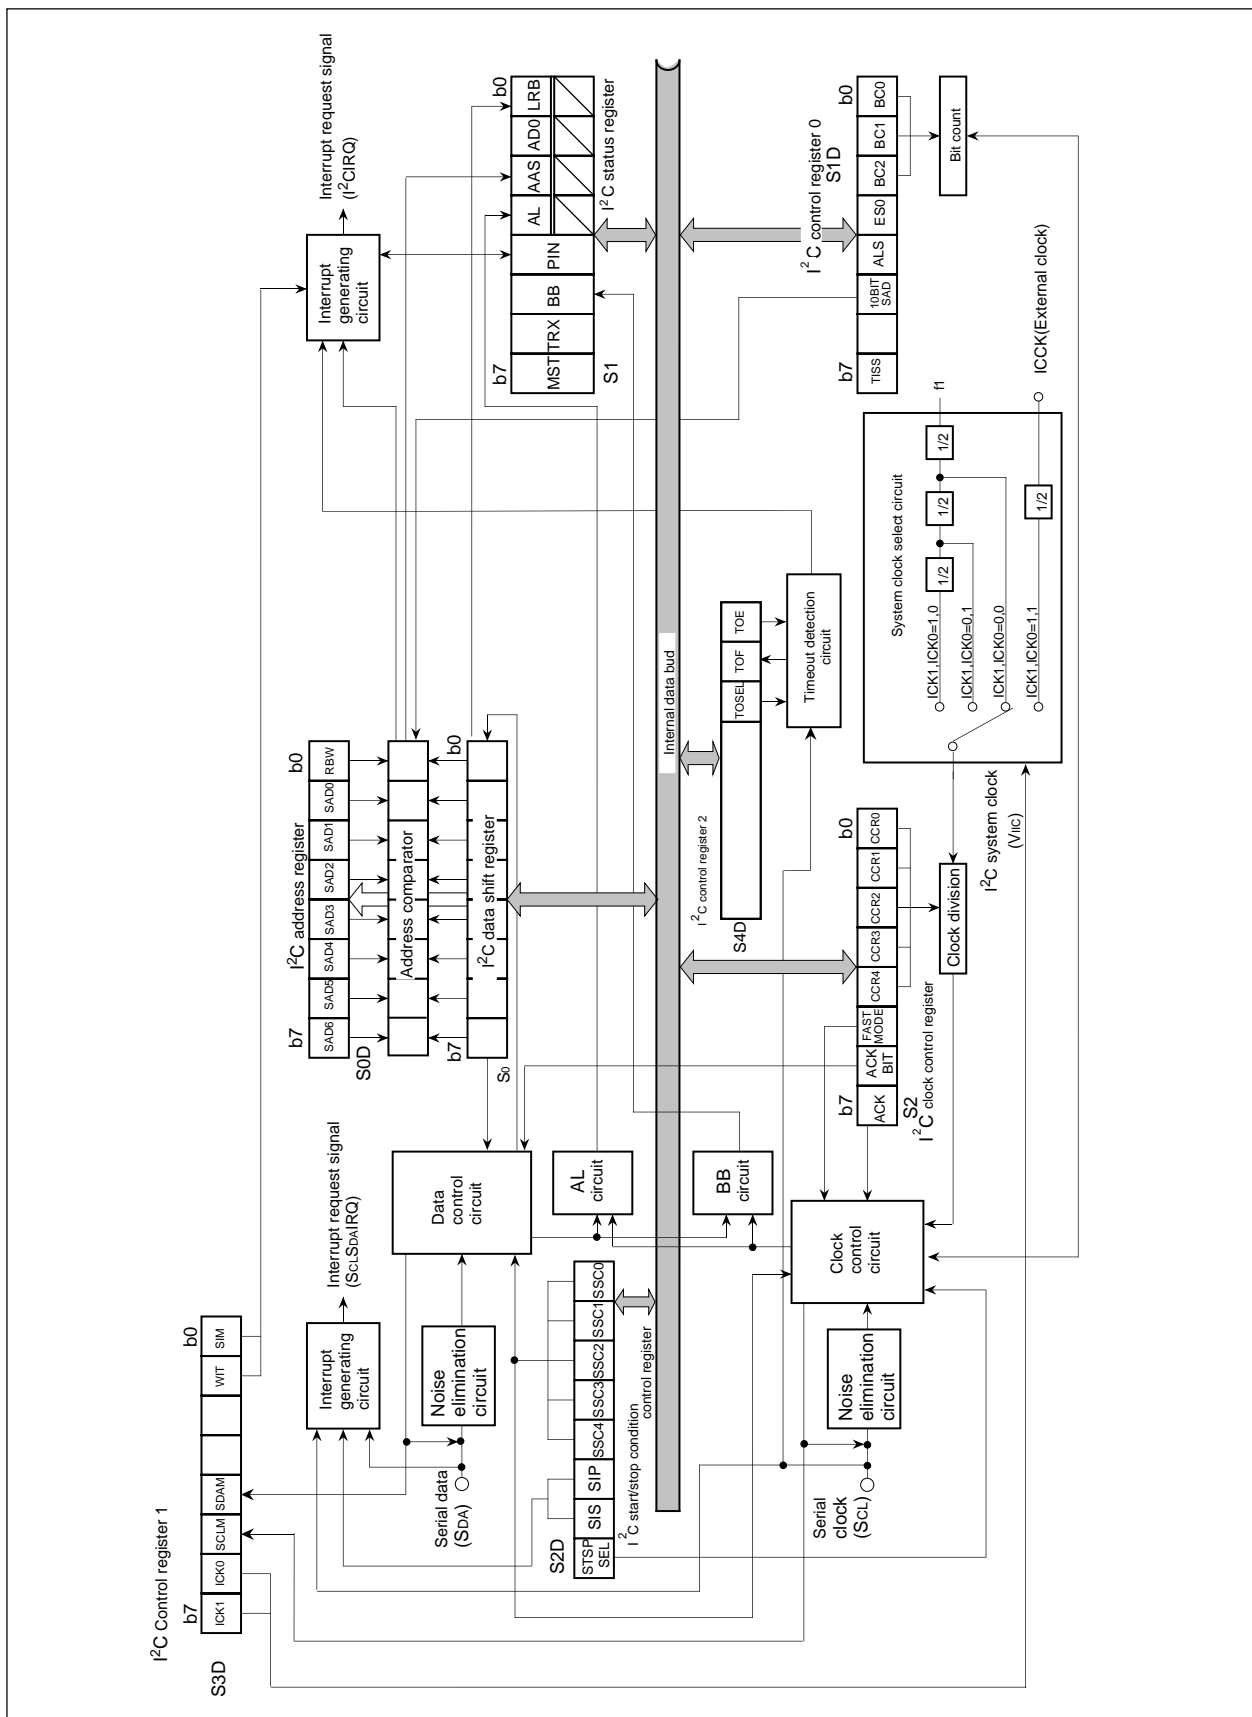 I2C Control register 1
S3D
b7
b0
ICK1
ICK0
SCLM
SDAM
WIT
SIM
Interrupt generating circuit
Interrupt request signal
(SCLSDAIRQ)
Serial data
(SDA)
Noise elimination circuit
Data control circuit
I2C address register
b7
b0
SAD6
SAD5
SAD4
SAD3
SAD2
SAD1
SAD0
RBW
S0D
Address comparator
b7
b0
I2C data shift register
S0
Interrupt generating circuit
Interrupt request signal
(I2CIRQ)
b7
b0
MST
TRX
BB
PIN
AL
AAS
AD0
LRB
S1
I2C status register
AL circuit
BB circuit
S2D
STSP SEL
SIS
SIP
SSC4
SSC3
SSC2
SSC1
SSC0
I2C start/stop condition
control register
Internal data bud
I2C control register 2
S4D
TOSEL
TOF
TOE
Timeout detection circuit
I2C control register 0
S1D
b7
b0
TISS
10BIT SAD
ALS
ES0
BC2
BC1
BC0
Bit count
Serial clock
(SCL)
Noise elimination circuit
Clock control circuit
b7
b0
ACK
ACK BIT
FAST MODE
CCR4
CCR3
CCR2
CCR1
CCR0
S2
I2C clock control register
Clock division
I2C system clock
(VIIC)
System clock select circuit
ICK1,ICK0=1,0
ICK1,ICK0=0,1
ICK1,ICK0=0,0
ICK1,ICK0=1,1
1/2
1/2
1/2
1/2
f1
ICCK(External clock)